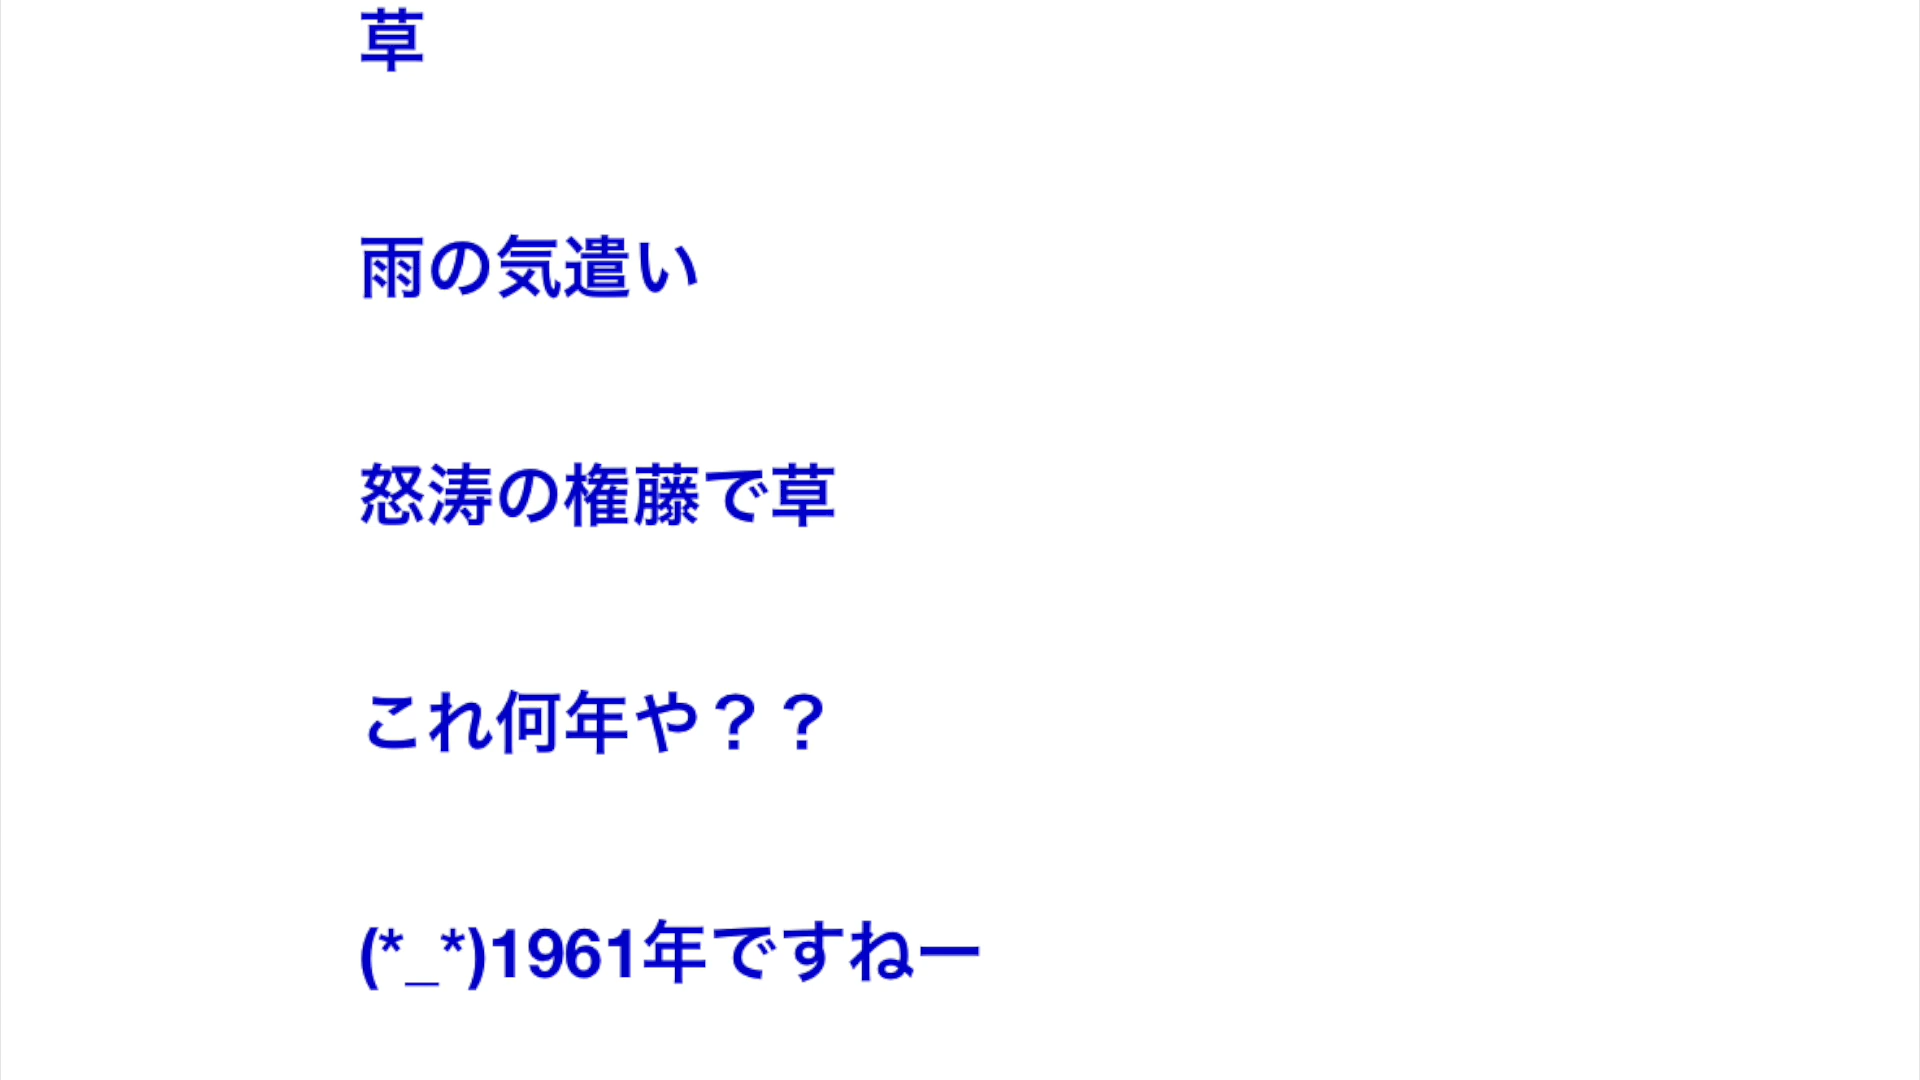 草
雨の気遣い
怒涛の権藤で草
これ何年や？？
(*_*)1961年ですねー